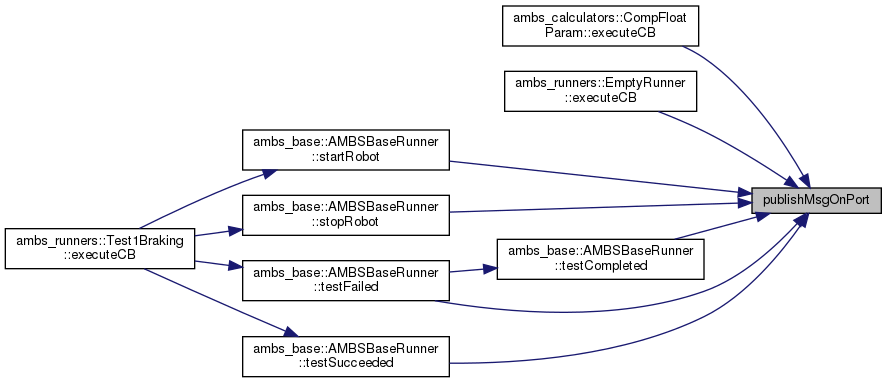 ambs_calculators::CompFloat
Param::executeCB
ambs_runners::EmptyRunner
::executeCB
ambs_base::AMBSBaseRunner
::startRobot
publishMsgOnPort
ambs_base::AMBSBaseRunner
::stopRobot
ambs_runners::Test1Braking
::executeCB
ambs_base::AMBSBaseRunner
::testCompleted
ambs_base::AMBSBaseRunner
::testFailed
ambs_base::AMBSBaseRunner
::testSucceeded